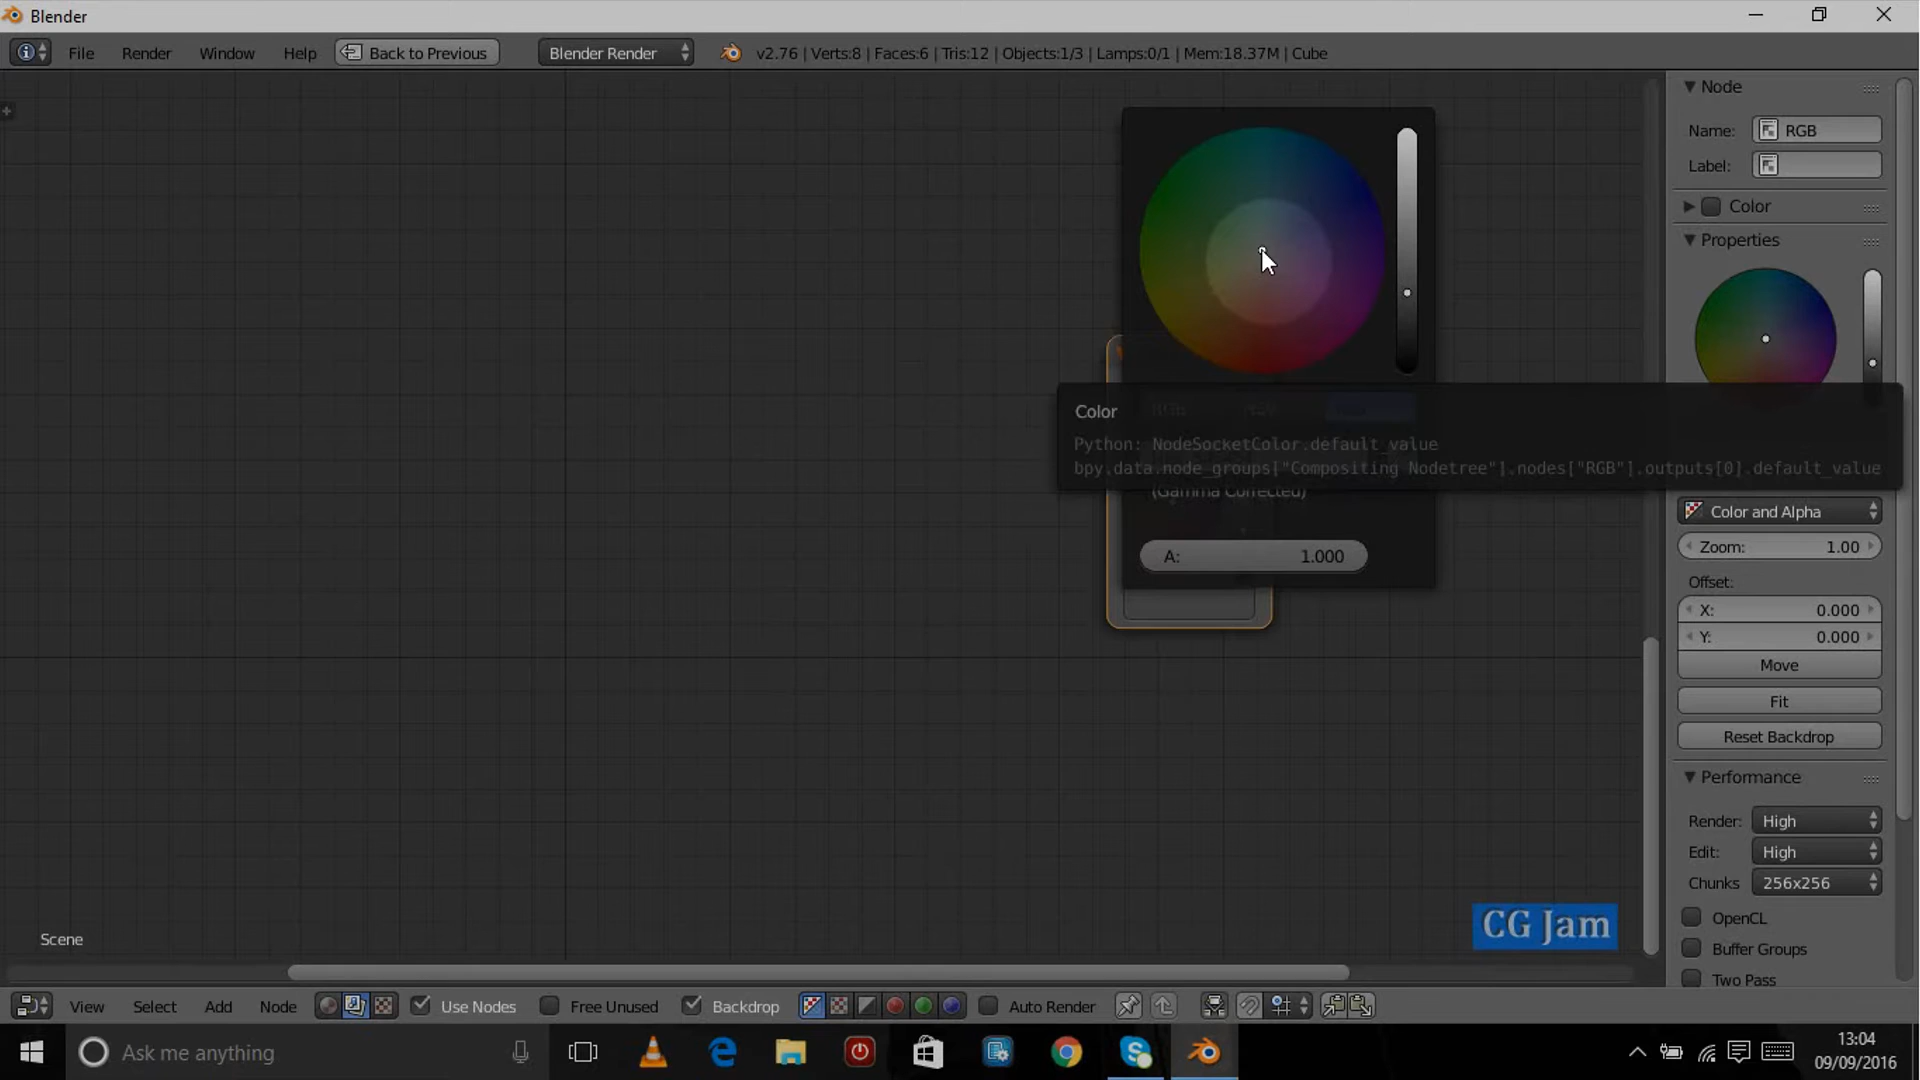 Blender
File Render Window Help Back to Previous Blender Render v2.76 | Verts:8 | Faces:6 | Tris:12 | Objects:1/3 | Lamps:0/1 | Mem:18.37M | Cube
Node
Name: RGB
Label:
Color
Properties
Color
Python: NodeSocketColor.default_value
bpy.data.node_groups["Compositing Nodetree"].nodes["RGB"].outputs[0].default_value
(Gamma Corrected)
A: 1.000
Color and Alpha
Zoom: 1.00
Offset:
X: 0.000
Y: 0.000
Move
Fit
Reset Backdrop
Performance
Render: High
Edit: High
Chunks 256x256
OpenCL
Buffer Groups
Two Pass
CG Jam
Scene
View Select Add Node Use Nodes Free Unused Backdrop Auto Render
Ask me anything
13:04
09/09/2016